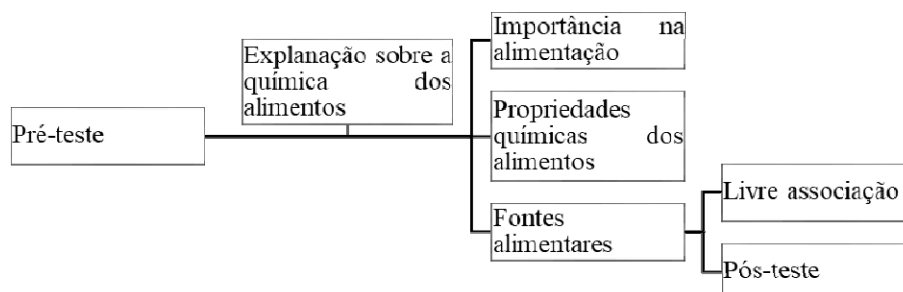 Pré-teste
Explanação sobre a
química dos
alimentos
Importância na
alimentação
Propriedades
químicas dos
alimentos
Fontes
alimentares
Livre associação
Pós-teste